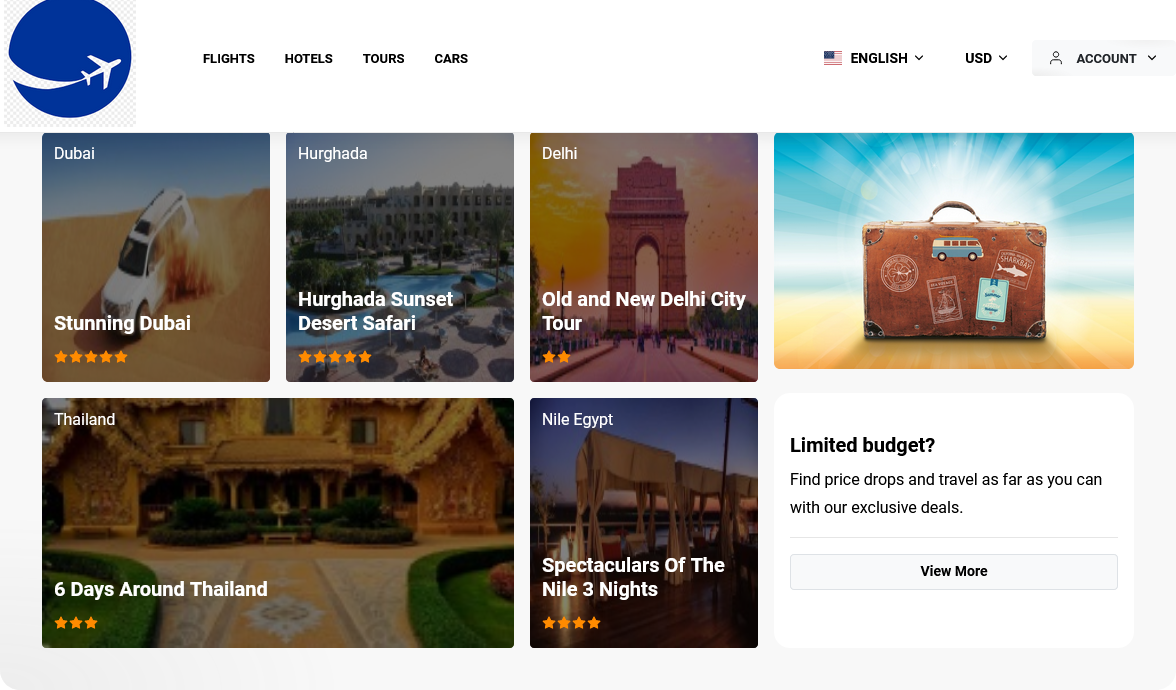 FLIGHTS HOTELS TOURS CARS ENGLISH USD ACCOUNT
Dubai
Stunning Dubai
Hurghada
Hurghada Sunset
Desert Safari
Delhi
Old and New Delhi City
Tour
SHARKBAY
Thailand
6 Days Around Thailand
Nile Egypt
Spectaculars Of The
Nile 3 Nights
Limited budget?
Find price drops and travel as far as you can
with our exclusive deals.
View More